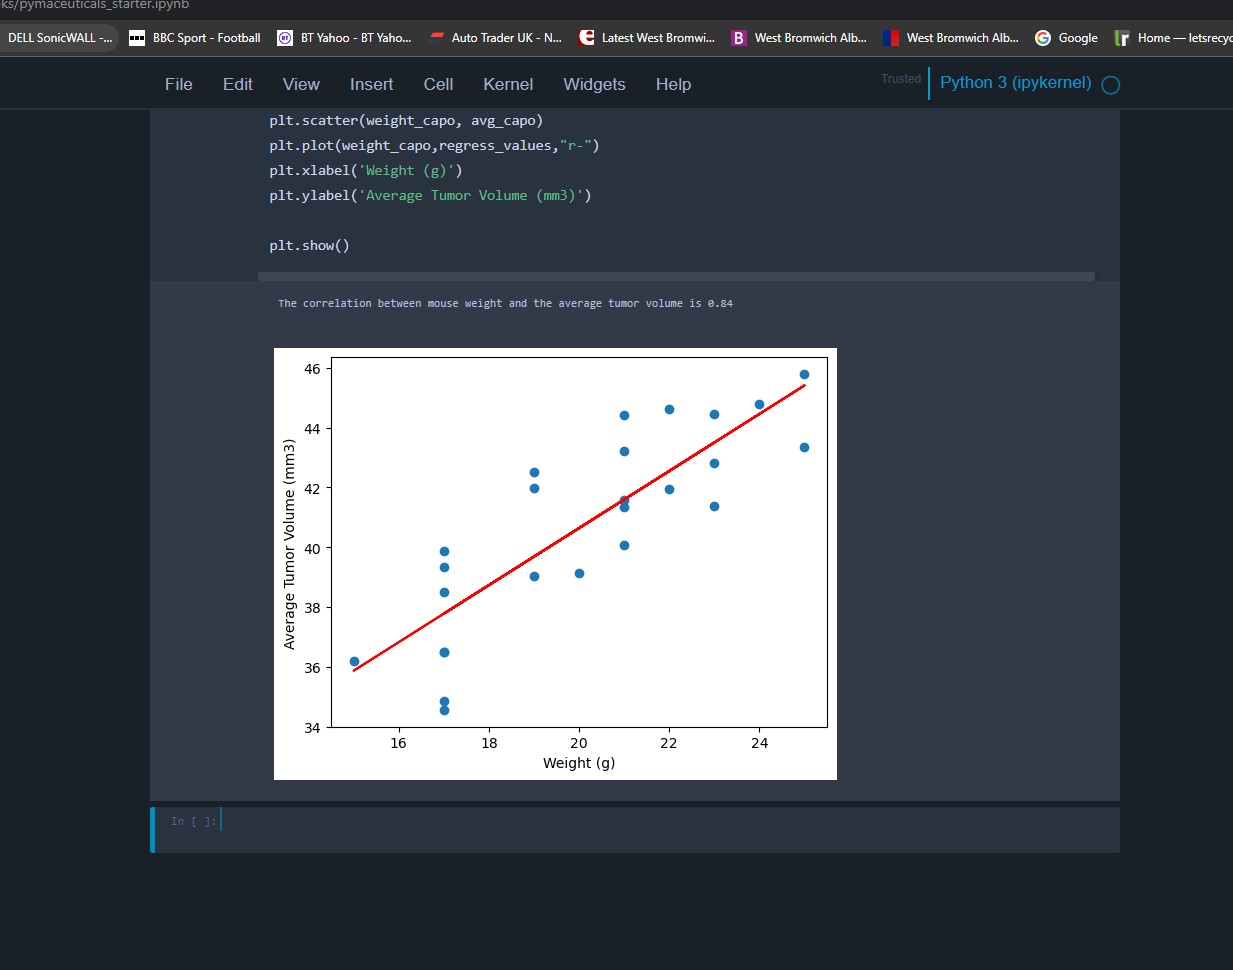 ks/pymaceuticals_starter.ipynb
DELL SonicWALL -... BBC Sport - Football BT Yahoo - BT Yaho... Auto Trader UK - N... Latest West Bromwi... West Bromwich Alb... West Bromwich Alb... Google Home — letsrecyc
File Edit View Insert Cell Kernel Widgets Help Trusted Python 3 (ipykernel)
plt.scatter(weight_capo, avg_capo)
plt.plot(weight_capo,regress_values,"r-")
plt.xlabel('Weight (g)')
plt.ylabel('Average Tumor Volume (mm3)')
plt.show()
The correlation between mouse weight and the average tumor volume is 0.84
46
44
42
40
38
36
34
Average Tumor Volume (mm3)
16 18 20 22 24
Weight (g)
In [ ]: